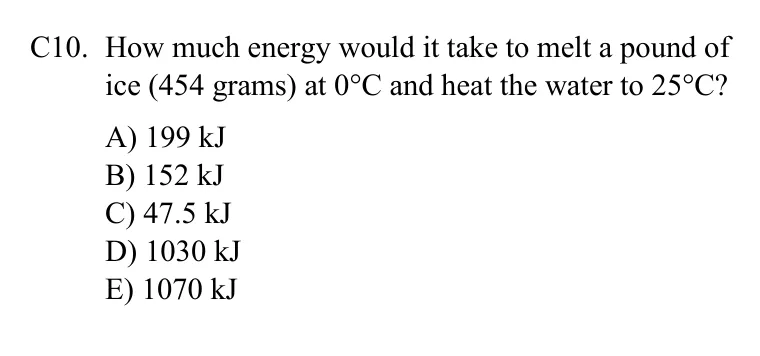 C10. How much energy would it take to melt a pound of
ice (454 grams) at 0°C and heat the water to 25°C?
A) 199 kJ
B) 152 kJ
C) 47.5 kJ
D) 1030 kJ
E) 1070 kJ